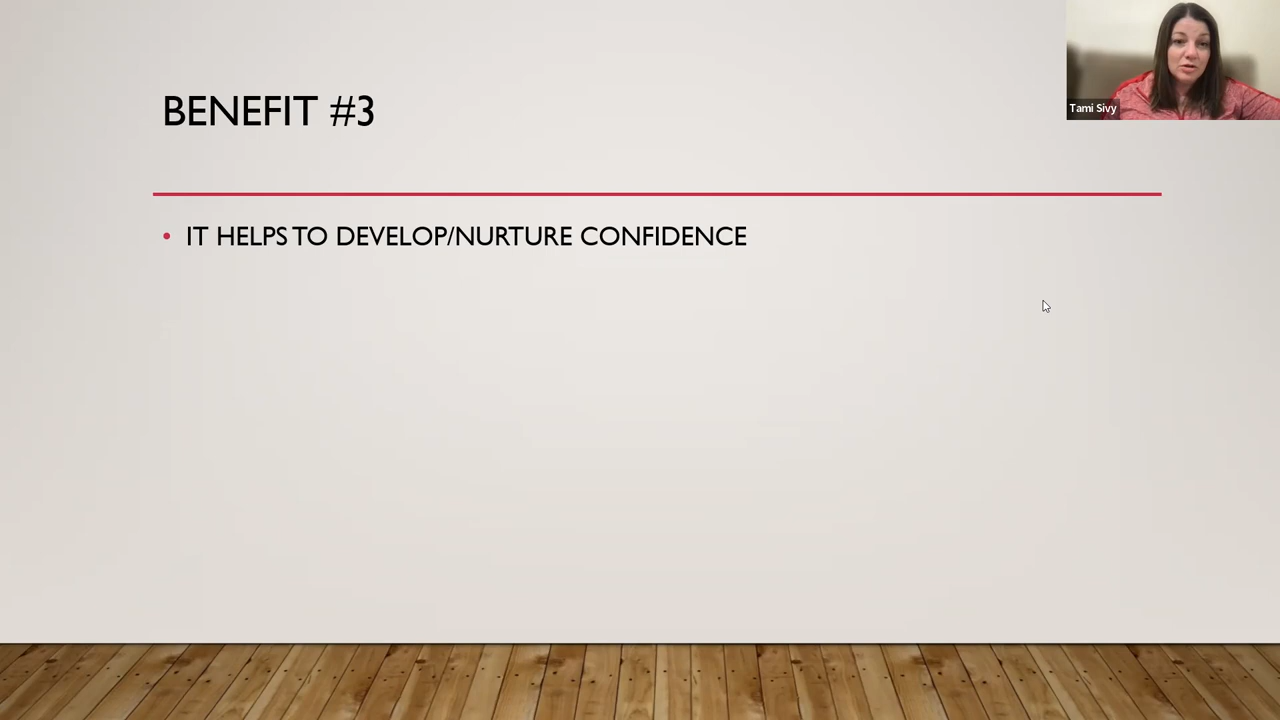 BENEFIT #3
Tami Sivy
• IT HELPS TO DEVELOP/NURTURE CONFIDENCE